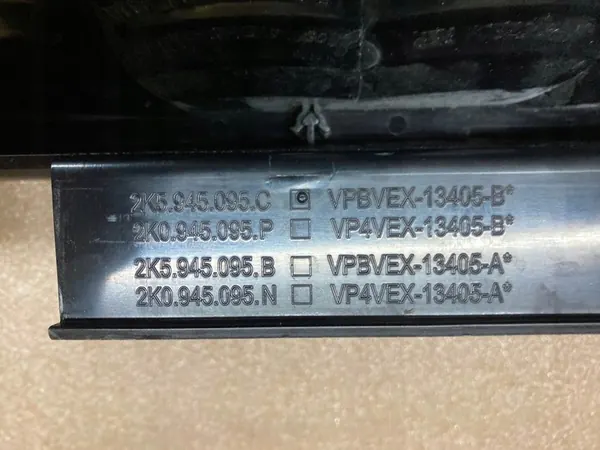 2K5.945.095.C VPBVEX-13405-B*
2K0.945.095.P VP4VEX-13405-B*
2K5.945.095.B VPBVEX-13405-A*
2K0.945.095.N VP4VEX-13405-A*